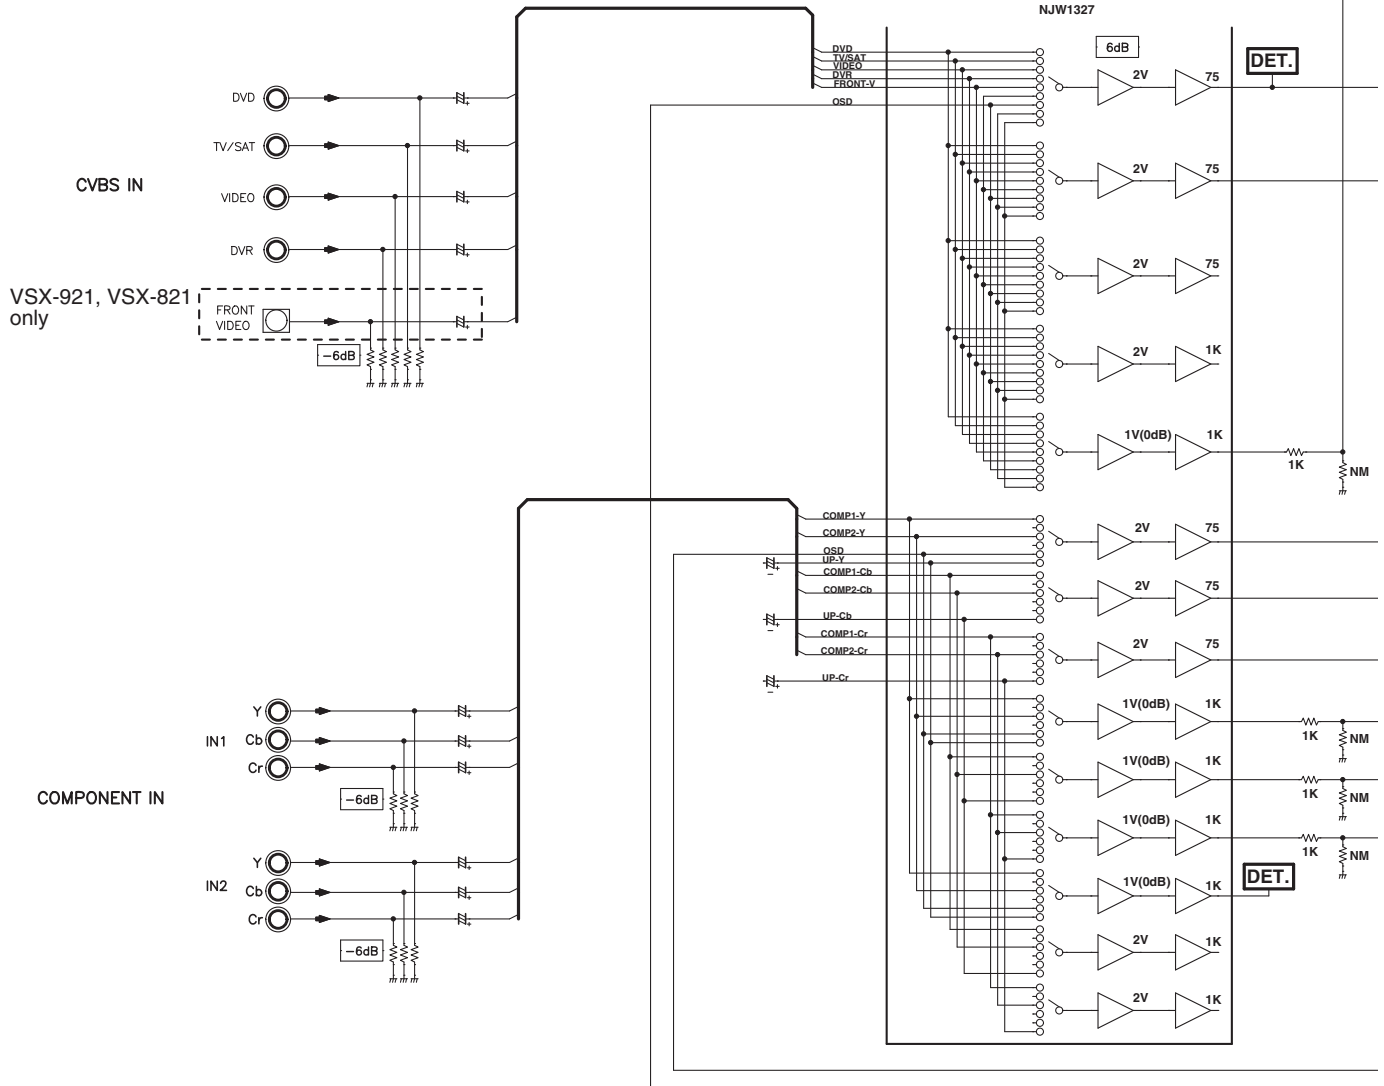 NJW1327
DVD
TV/SAT
VIDEO
DVR
FRONT-V
OSD
6dB
2V
75
DET.
DVD
TV/SAT
CVBS IN
VIDEO
DVR
VSX-921, VSX-821
only
FRONT
VIDEO
-6dB
2V
75
2V
75
2V
1K
1V(0dB)
1K
1K
NM
COMP1-Y
COMP2-Y
OSD
UP-Y
COMP1-Cb
COMP2-Cb
UP-Cb
COMP1-Cr
COMP2-Cr
UP-Cr
2V
75
2V
75
2V
75
1V(0dB)
1K
1K
NM
1V(0dB)
1K
1K
NM
1V(0dB)
1K
1K
NM
1V(0dB)
1K
DET.
2V
1K
2V
1K
COMPONENT IN
IN1
Y
Cb
Cr
-6dB
IN2
Y
Cb
Cr
-6dB